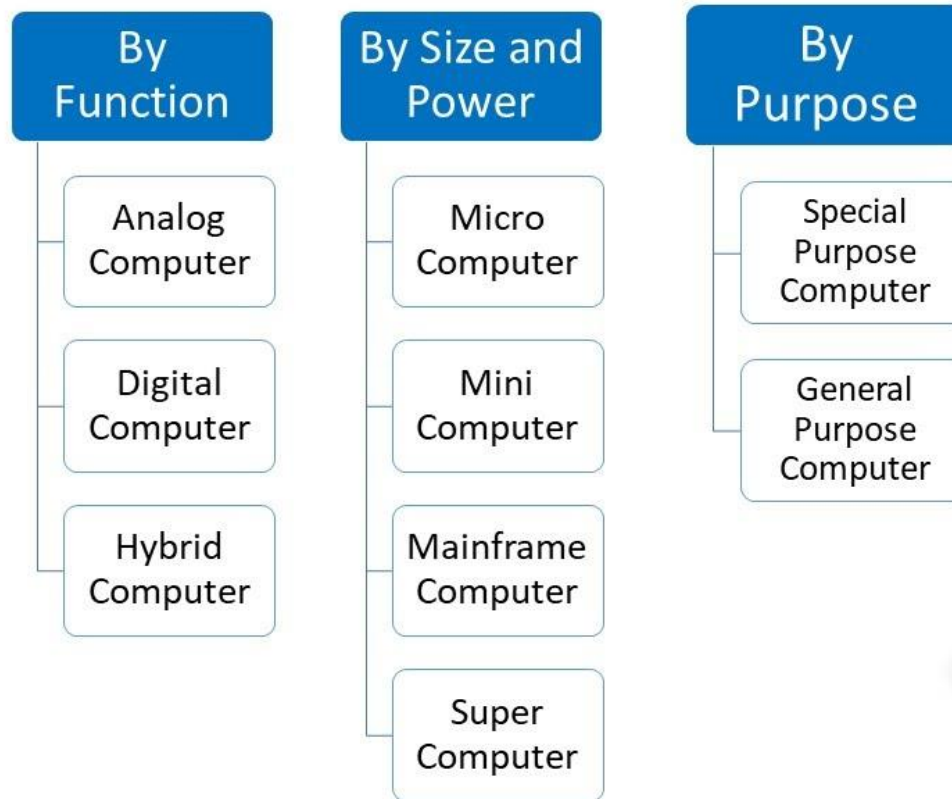 By
Function
Analog
Computer
Digital
Computer
Hybrid
Computer
By Size and
Power
Micro
Computer
Mini
Computer
Mainframe
Computer
Super
Computer
By
Purpose
Special
Purpose
Computer
General
Purpose
Computer